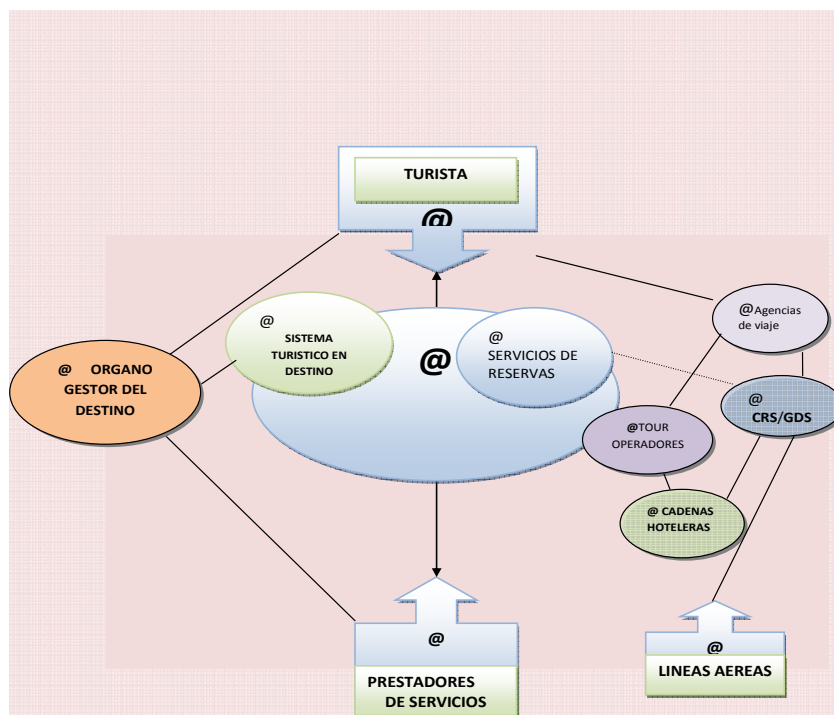 TURISTA
@
@
SISTEMA
TURISTICO EN
DESTINO
@
@
SERVICIOS DE
RESERVAS
@Agencias
de viaje
@ ORGANO
GESTOR DEL
DESTINO
@
CRS/GDS
@TOUR
OPERADORES
@ CADENAS
HOTELERAS
@
PRESTADORES
DE SERVICIOS
@
LINEAS AEREAS